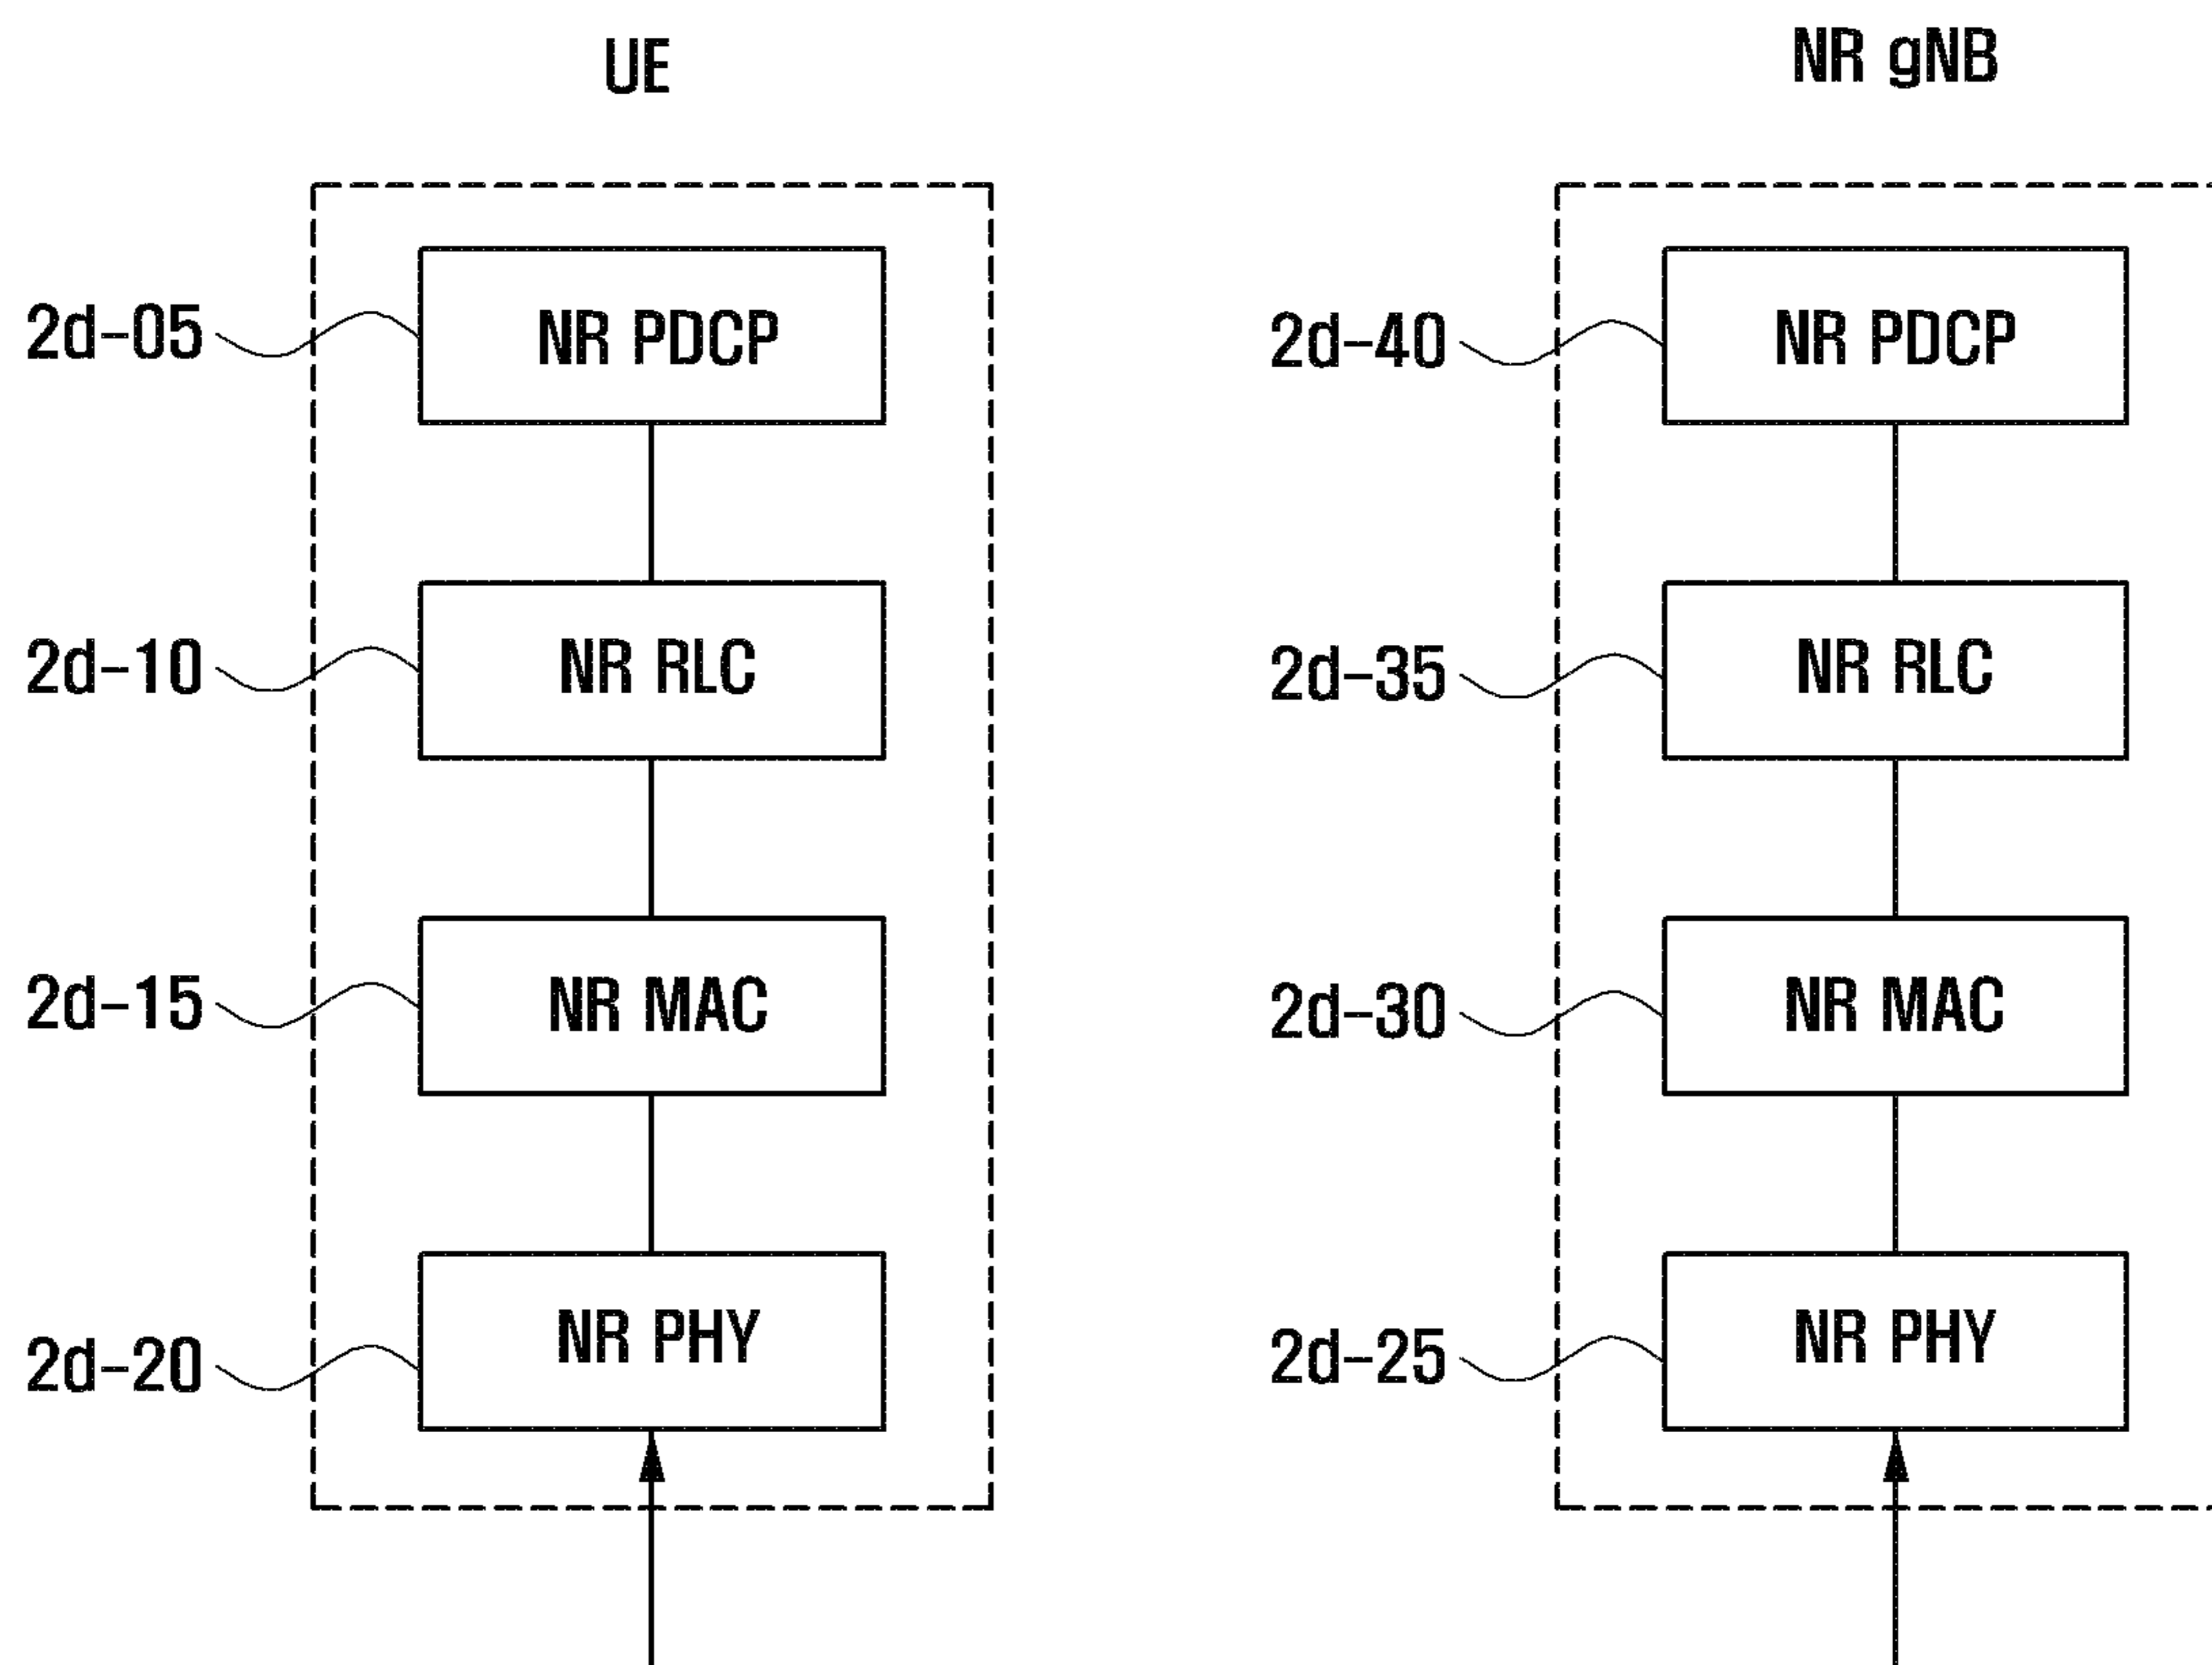 UE
NR gNB
2d-05
NR PDCP
2d-40
NR PDCP
2d-10
NR RLC
2d-35
NR RLC
2d-15
NR MAC
2d-30
NR MAC
2d-20
NR PHY
2d-25
NR PHY